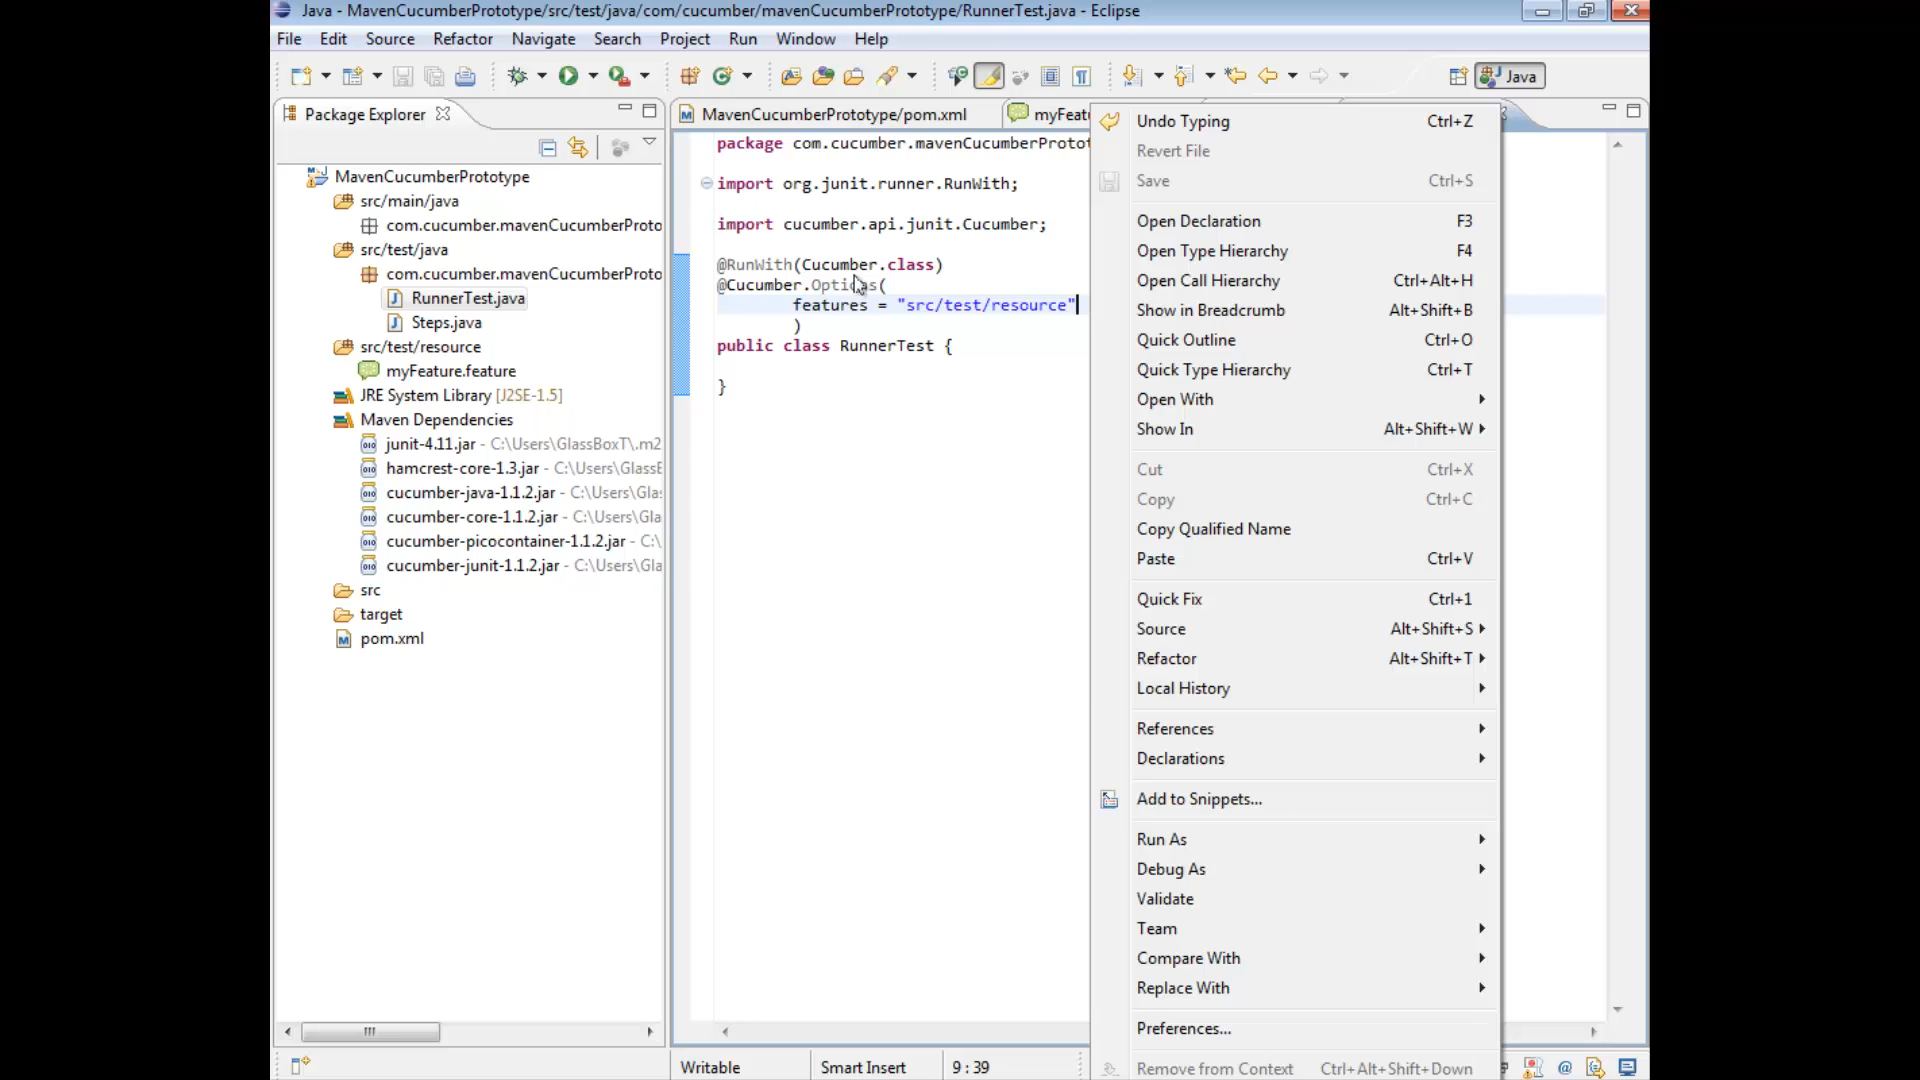 Java - MavenCucumberPrototype/src/test/java/com/cucumber/mavenCucumberPrototype/RunnerTest.java - Eclipse
File Edit Source Refactor Navigate Search Project Run Window Help
Java
Package Explorer
MavenCucumberPrototype/pom.xml
myFeat
MavenCucumberPrototype
src/main/java
com.cucumber.mavenCucumberProto
src/test/java
com.cucumber.mavenCucumberProto
RunnerTest.java
Steps.java
src/test/resource
myFeature.feature
JRE System Library [J2SE-1.5]
Maven Dependencies
junit-4.11.jar - C:\Users\GlassBoxT\.m2
hamcrest-core-1.3.jar - C:\Users\GlassB
cucumber-java-1.1.2.jar - C:\Users\Gla
cucumber-core-1.1.2.jar - C:\Users\Gla
cucumber-picocontainer-1.1.2.jar - C:\
cucumber-junit-1.1.2.jar - C:\Users\Gla
src
target
pom.xml
package com.cucumber.mavenCucumberProtot
import org.junit.runner.RunWith;
import cucumber.api.junit.Cucumber;
@RunWith(Cucumber.class)
@Cucumber.Options(
features = "src/test/resource"
)
public class RunnerTest {
}
Undo Typing Ctrl+Z
Revert File
Save Ctrl+S
Open Declaration F3
Open Type Hierarchy F4
Open Call Hierarchy Ctrl+Alt+H
Show in Breadcrumb Alt+Shift+B
Quick Outline Ctrl+O
Quick Type Hierarchy Ctrl+T
Open With
Show In Alt+Shift+W
Cut Ctrl+X
Copy Ctrl+C
Copy Qualified Name
Paste Ctrl+V
Quick Fix Ctrl+1
Source Alt+Shift+S
Refactor Alt+Shift+T
Local History
References
Declarations
Add to Snippets...
Run As
Debug As
Validate
Team
Compare With
Replace With
Preferences...
Remove from Context Ctrl+Alt+Shift+Down
Writable Smart Insert 9 : 39